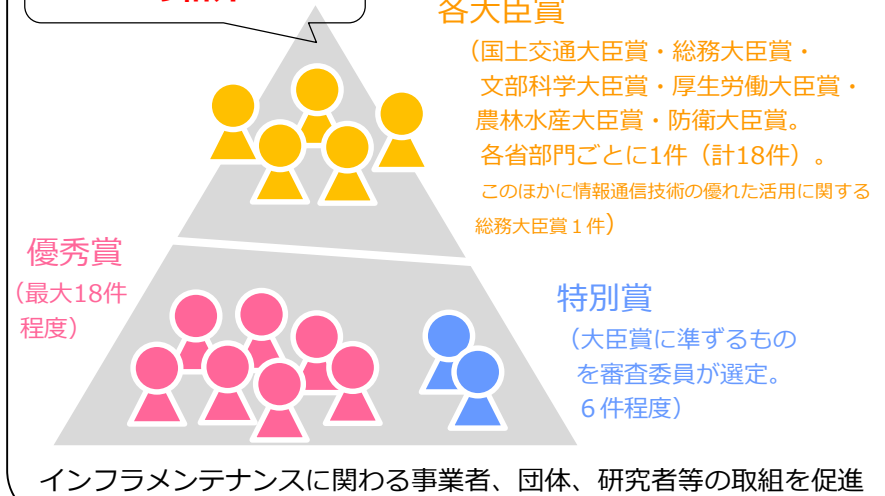 各大臣賞
（国土交通大臣賞・総務大臣賞・
文部科学大臣賞・厚生労働大臣賞・
農林水産大臣賞・防衛大臣賞。
各省部門ごとに1件（計18件）。
このほかに情報通信技術の優れた活用に関する
総務大臣賞１件）
優秀賞
（最大18件
程度）
特別賞
（大臣賞に準ずるもの
を審査委員が選定。
６件程度）
インフラメンテナンスに関わる事業者、団体、研究者等の取組を促進